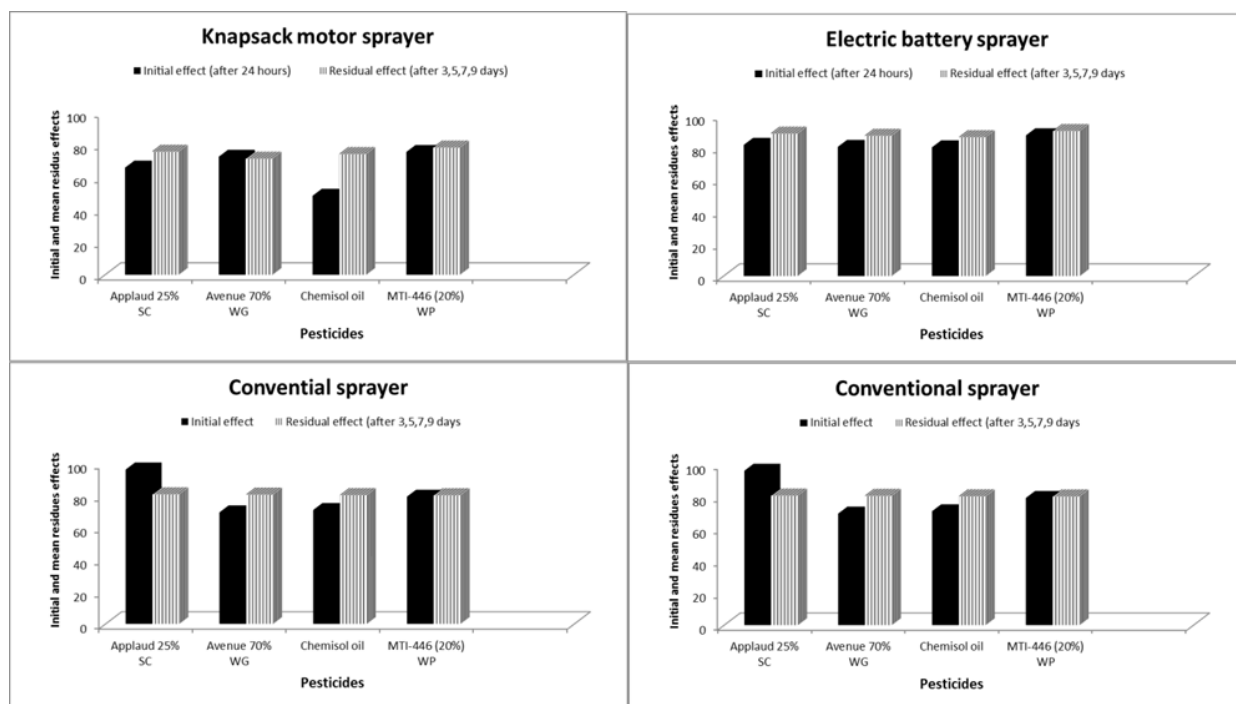 Knapsack motor sprayer
Initial effect (after 24 hours) Residual effect (after 3,5,7,9 days)
Initial and mean residus effects
100
80
60
40
20
0
Applaud 25% SC
Avenue 70% WG
Chemisol oil
MTI-446 (20%) WP
Pesticides
Electric battery sprayer
Initial effect (after 24 hours) Residual effect (after 3,5,7,9 days
Initial and mean residues effects
100
80
60
40
20
0
Applaud 25% SC
Avenue 70% WG
Chemisol oil
MTI-446 (20%) WP
Pesticides
Convential sprayer
Initial effect Residual effect (after 3,5,7,9 days
Initial and mean residues effects
100
80
60
40
20
0
Applaud 25% SC
Avenue 70% WG
Chemisol oil
MTI-446 (20%) WP
Pesticides
Conventional sprayer
Initial effect Residual effect (after 3,5,7,9 days
Initial and mean residues effects
100
80
60
40
20
0
Applaud 25% SC
Avenue 70% WG
Chemisol oil
MTI-446 (20%) WP
Pesticides